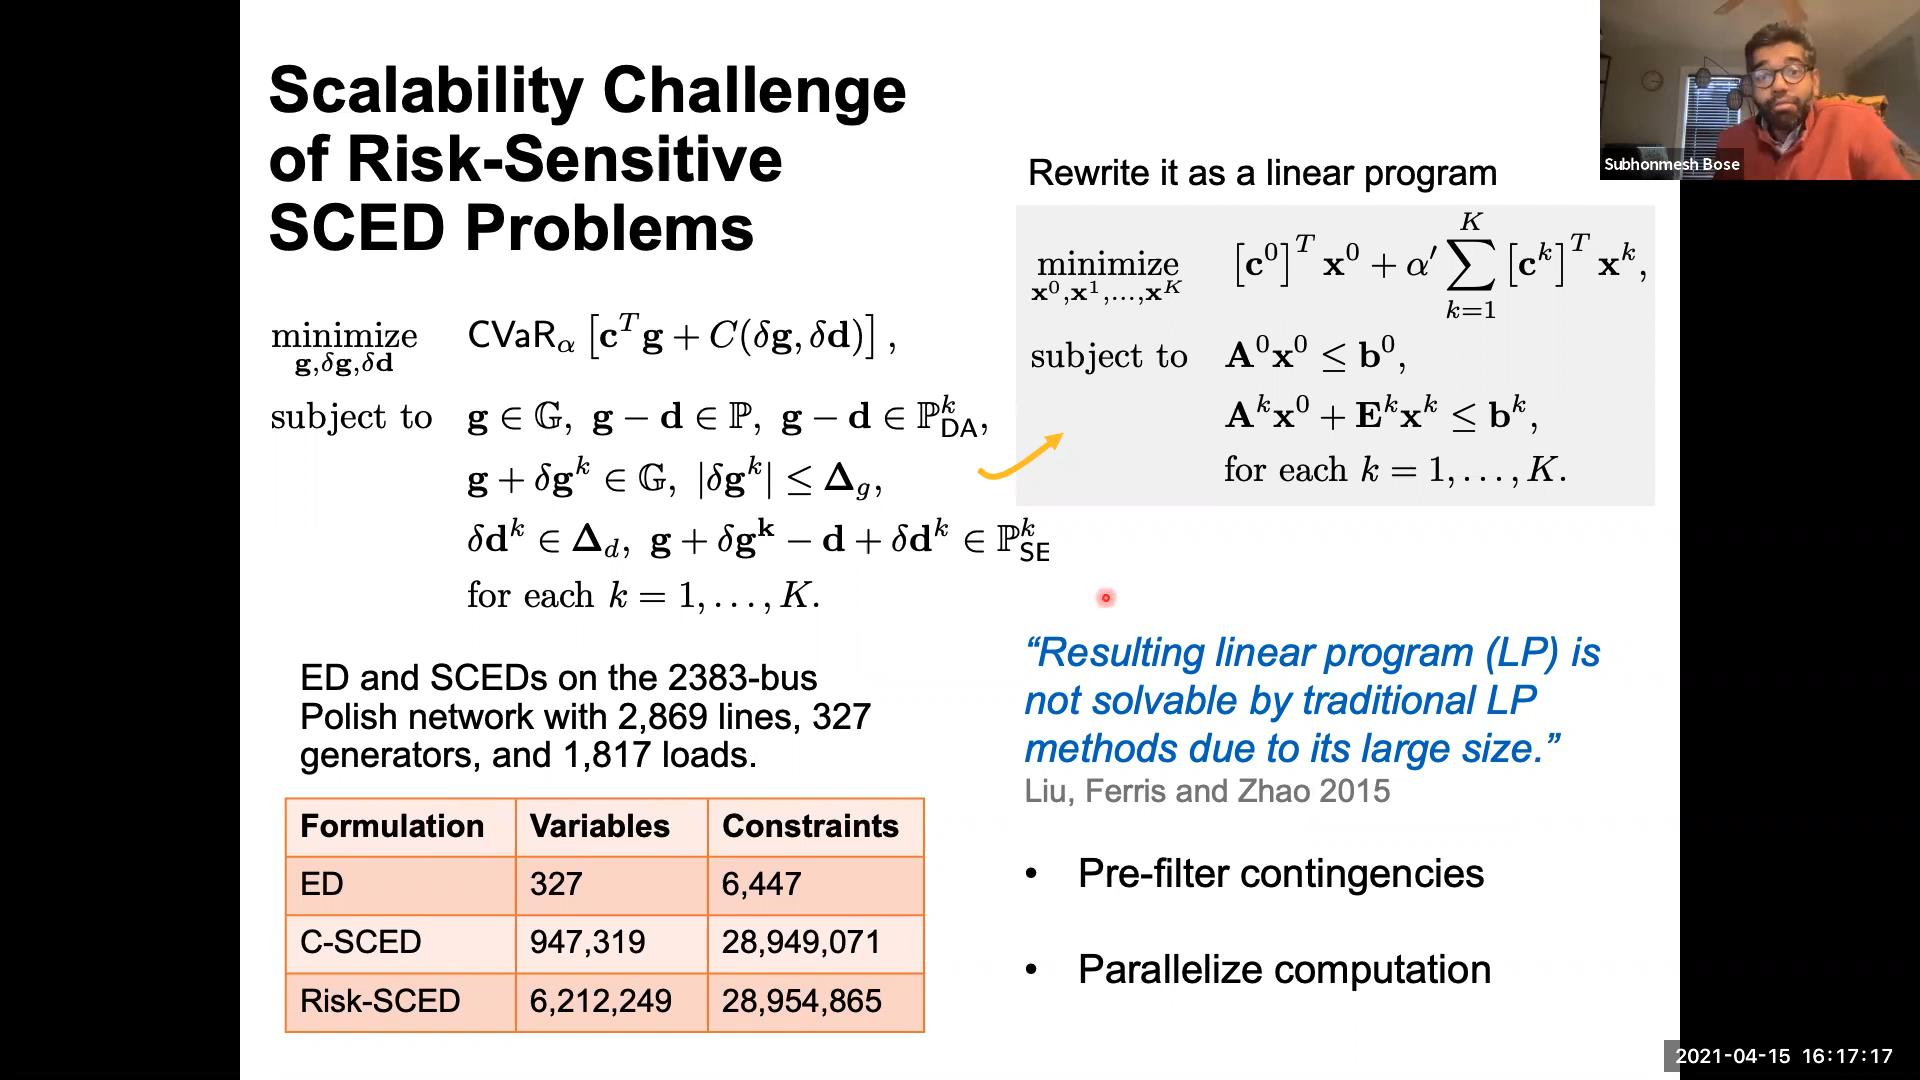 Scalability Challenge
of Risk-Sensitive
SCED Problems
minimize CVaR_α [c^T g + C(δg, δd)] ,
g,δg,δd
subject to g ∈ 𝔾, g − d ∈ ℙ, g − d ∈ ℙ^k_DA,
g + δg^k ∈ 𝔾, |δg^k| ≤ Δ_g,
δd^k ∈ Δ_d, g + δg^k − d + δd^k ∈ ℙ^k_SE
for each k = 1, . . . , K.
ED and SCEDs on the 2383-bus
Polish network with 2,869 lines, 327
generators, and 1,817 loads.
Formulation Variables Constraints
ED 327 6,447
C-SCED 947,319 28,949,071
Risk-SCED 6,212,249 28,954,865
Rewrite it as a linear program
minimize [c^0]^T x^0 + α′ ∑_{k=1}^{K} [c^k]^T x^k,
x^0,x^1,...,x^K
subject to A^0 x^0 ≤ b^0,
A^k x^0 + E^k x^k ≤ b^k,
for each k = 1, . . . , K.
“Resulting linear program (LP) is
not solvable by traditional LP
methods due to its large size.”
Liu, Ferris and Zhao 2015
• Pre-filter contingencies
• Parallelize computation
Subhonmesh Bose
2021-04-15 16:17:17